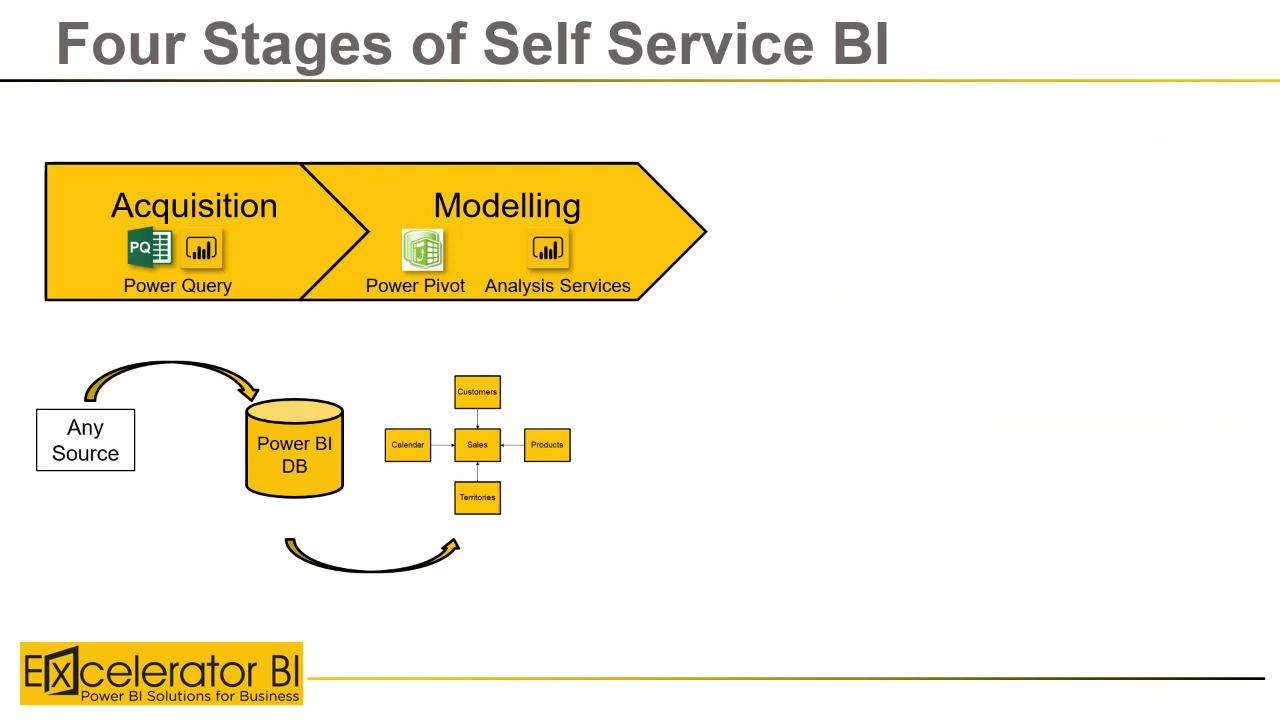 Four Stages of Self Service BI
Acquisition
PQ
Power Query
Modelling
Power Pivot
Analysis Services
Any
Source
Power BI
DB
Customers
Calendar
Sales
Products
Territories
Excelerator BI
Power BI Solutions for Business